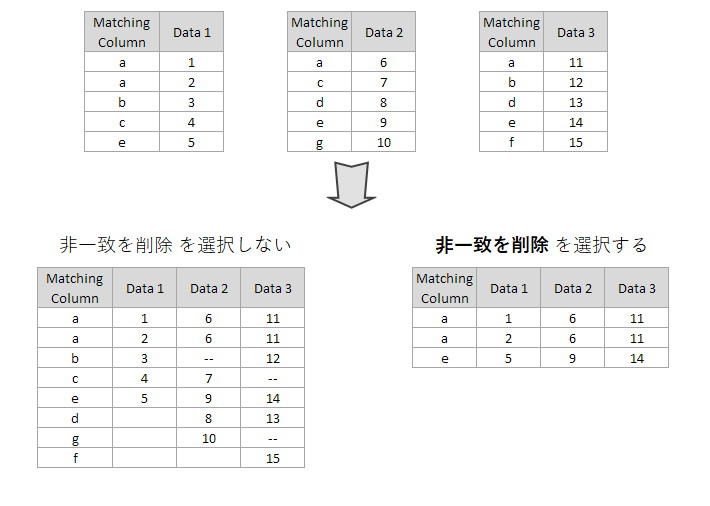 Matching Column Data 1
a 1
a 2
b 3
c 4
e 5
Matching Column Data 2
a 6
c 7
d 8
e 9
g 10
Matching Column Data 3
a 11
b 12
d 13
e 14
f 15
非一致を削除 を選択しない
Matching Column Data 1 Data 2 Data 3
a 1 6 11
a 2 6 11
b 3 -- 12
c 4 7 --
e 5 9 14
d 8 13
g 10 --
f 15
非一致を削除 を選択する
Matching Column Data 1 Data 2 Data 3
a 1 6 11
a 2 6 11
e 5 9 14